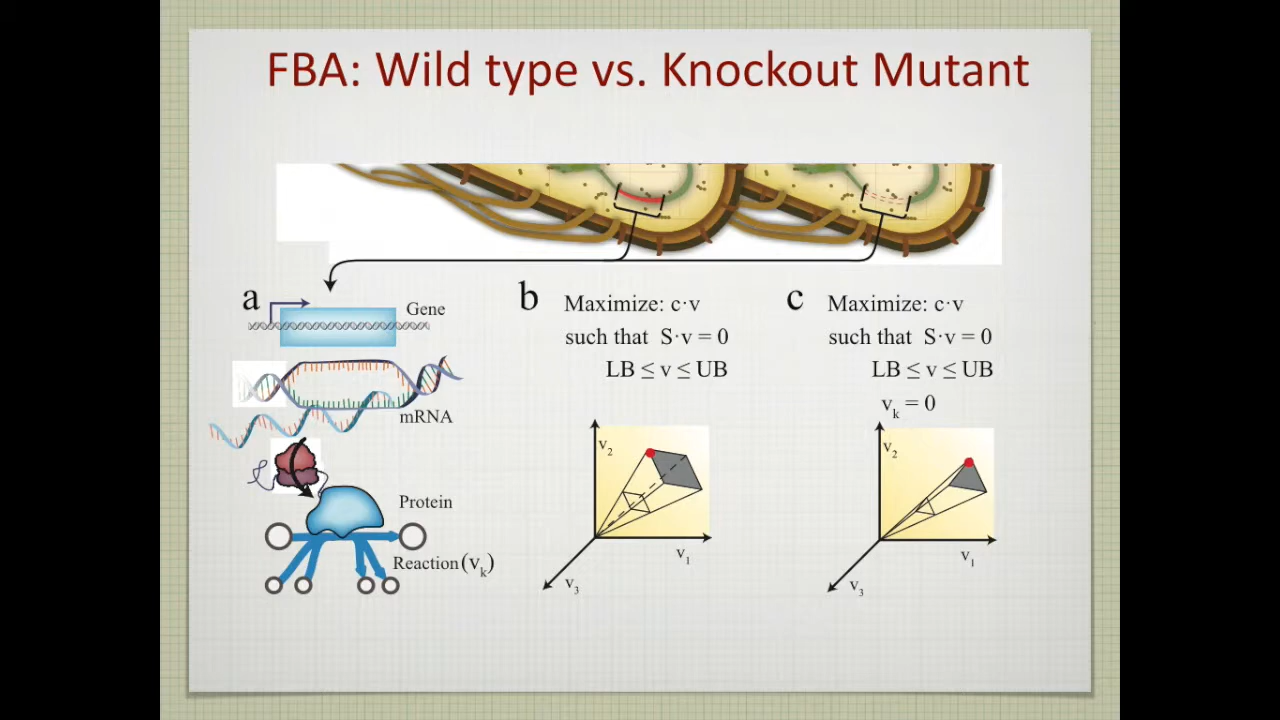 FBA: Wild type vs. Knockout Mutant
a
Gene
mRNA
Protein
Reaction (vk)
b
Maximize: c·v
such that S·v = 0
LB ≤ v ≤ UB
v2
v1
v3
c
Maximize: c·v
such that S·v = 0
LB ≤ v ≤ UB
vk = 0
v2
v1
v3